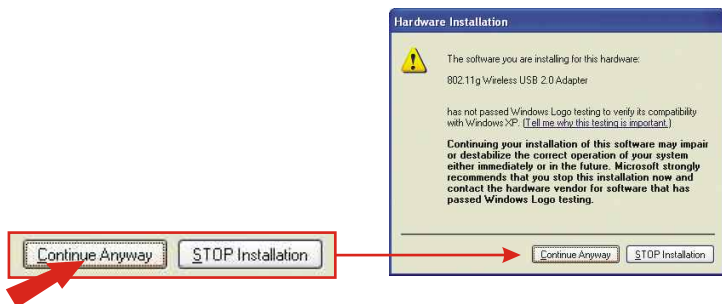 Hardware Installation
The software you are installing for this hardware:
802.11g Wireless USB 2.0 Adapter
has not passed Windows Logo testing to verify its compatibility
with Windows XP. (Tell me why this testing is important.)
Continuing your installation of this software may impair
or destabilize the correct operation of your system
either immediately or in the future. Microsoft strongly
recommends that you stop this installation now and
contact the hardware vendor for software that has
passed Windows Logo testing.
Continue Anyway STOP Installation
Continue Anyway STOP Installation